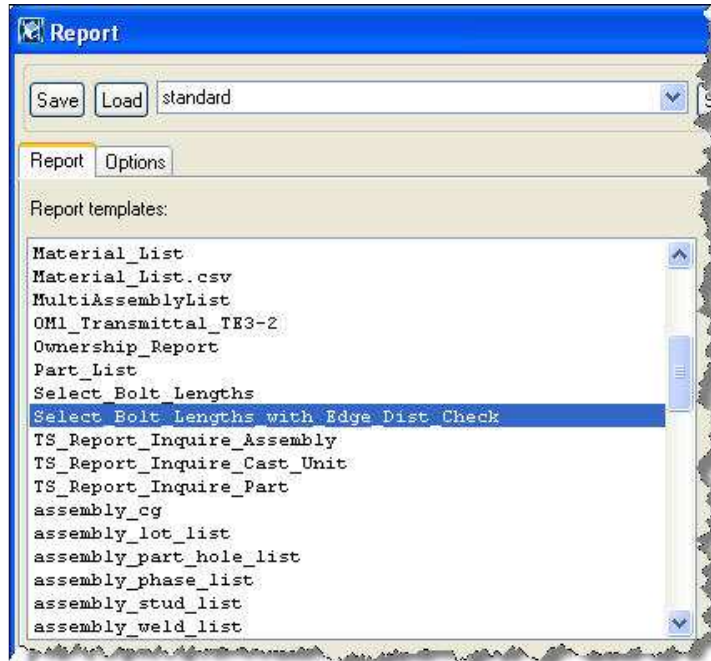 Report
Save Load standard S
Report Options
Report templates:
Material_List
Material_List.csv
MultiAssemblyList
OM1_Transmittal_TE3-2
Ownership_Report
Part_List
Select_Bolt_Lengths
Select_Bolt_Lengths_with_Edge_Dist_Check
TS_Report_Inquire_Assembly
TS_Report_Inquire_Cast_Unit
TS_Report_Inquire_Part
assembly_cg
assembly_lot_list
assembly_part_hole_list
assembly_phase_list
assembly_stud_list
assembly_weld_list